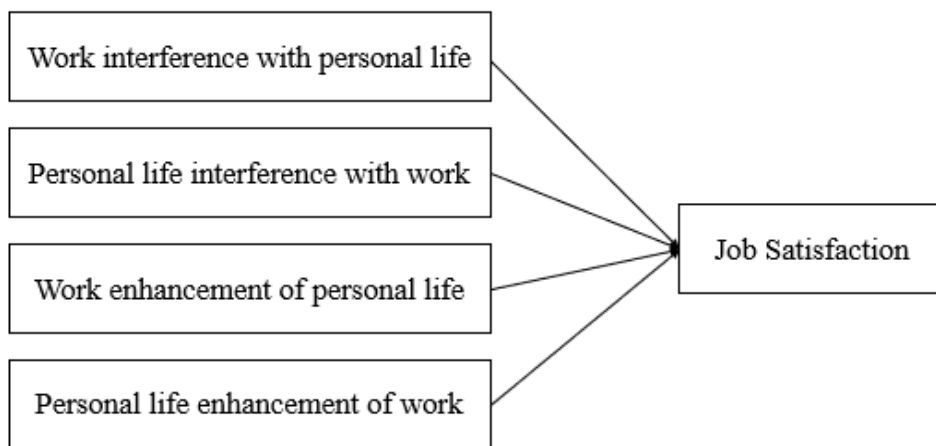 Work interference with personal life
Personal life interference with work
Work enhancement of personal life
Personal life enhancement of work
Job Satisfaction